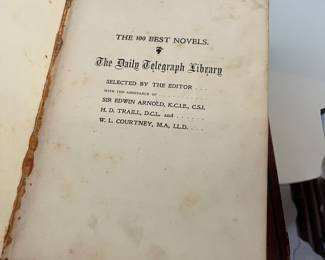 THE 100 BEST NOVELS.
The Daily Telegraph Library
SELECTED BY THE EDITOR . . .
WITH THE ASSISTANCE OF . . . . .
SIR EDWIN ARNOLD, K.C.I.E., C.S.I.
H. D. TRAILL, D.C.L. and . . . . .
W. L. COURTNEY, M.A., LL.D. . . . .